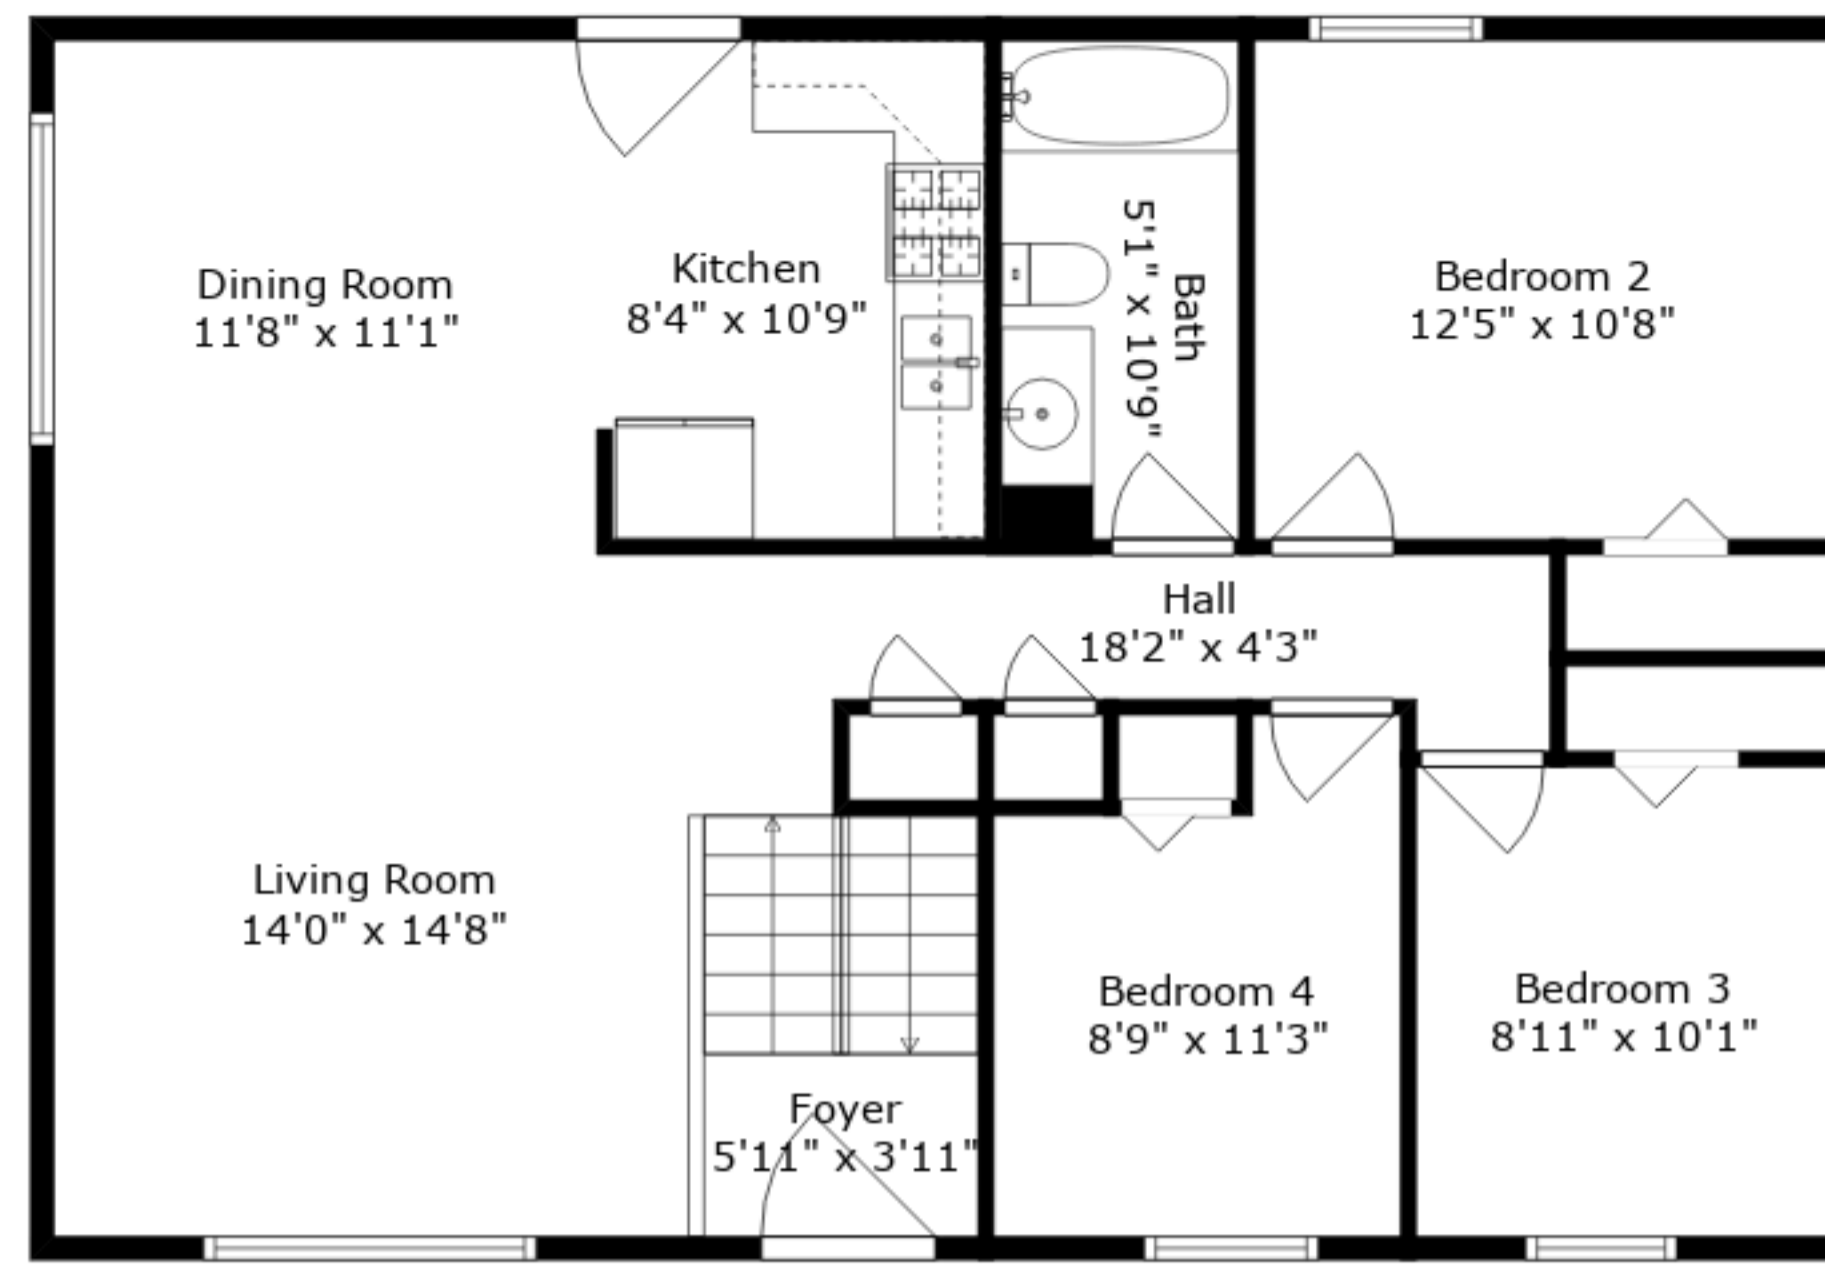 Dining Room
11'8" x 11'1"
Kitchen
8'4" x 10'9"
Bath
5'1" x 10'9"
Bedroom 2
12'5" x 10'8"
Hall
18'2" x 4'3"
Living Room
14'0" x 14'8"
Foyer
5'11" x 3'11"
Bedroom 4
8'9" x 11'3"
Bedroom 3
8'11" x 10'1"